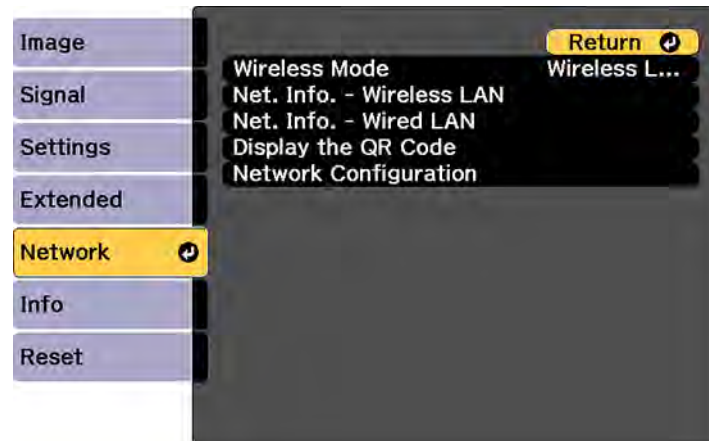 Image
Signal
Settings
Extended
Network
Info
Reset
Return
Wireless Mode Wireless L...
Net. Info. - Wireless LAN
Net. Info. - Wired LAN
Display the QR Code
Network Configuration